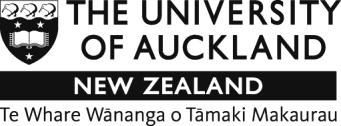 THE UNIVERSITY
OF AUCKLAND
NEW ZEALAND
Te Whare Wānanga o Tāmaki Makaurau